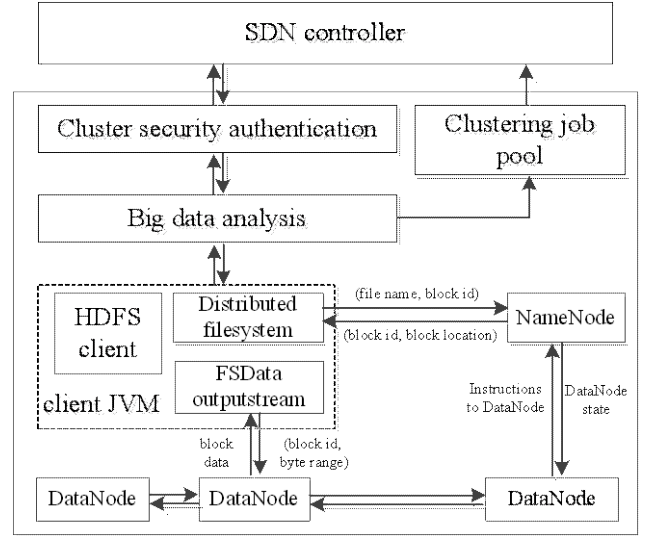 SDN controller
Cluster security authentication
Clustering job
pool
Big data analysis
HDFS
client
client JVM
Distributed
filesystem
FSData
outputstream
(file name, block id)
(block id, block location)
NameNode
Instructions
to DataNode
DataNode
state
block
data
(block id,
byte range)
DataNode
DataNode
DataNode